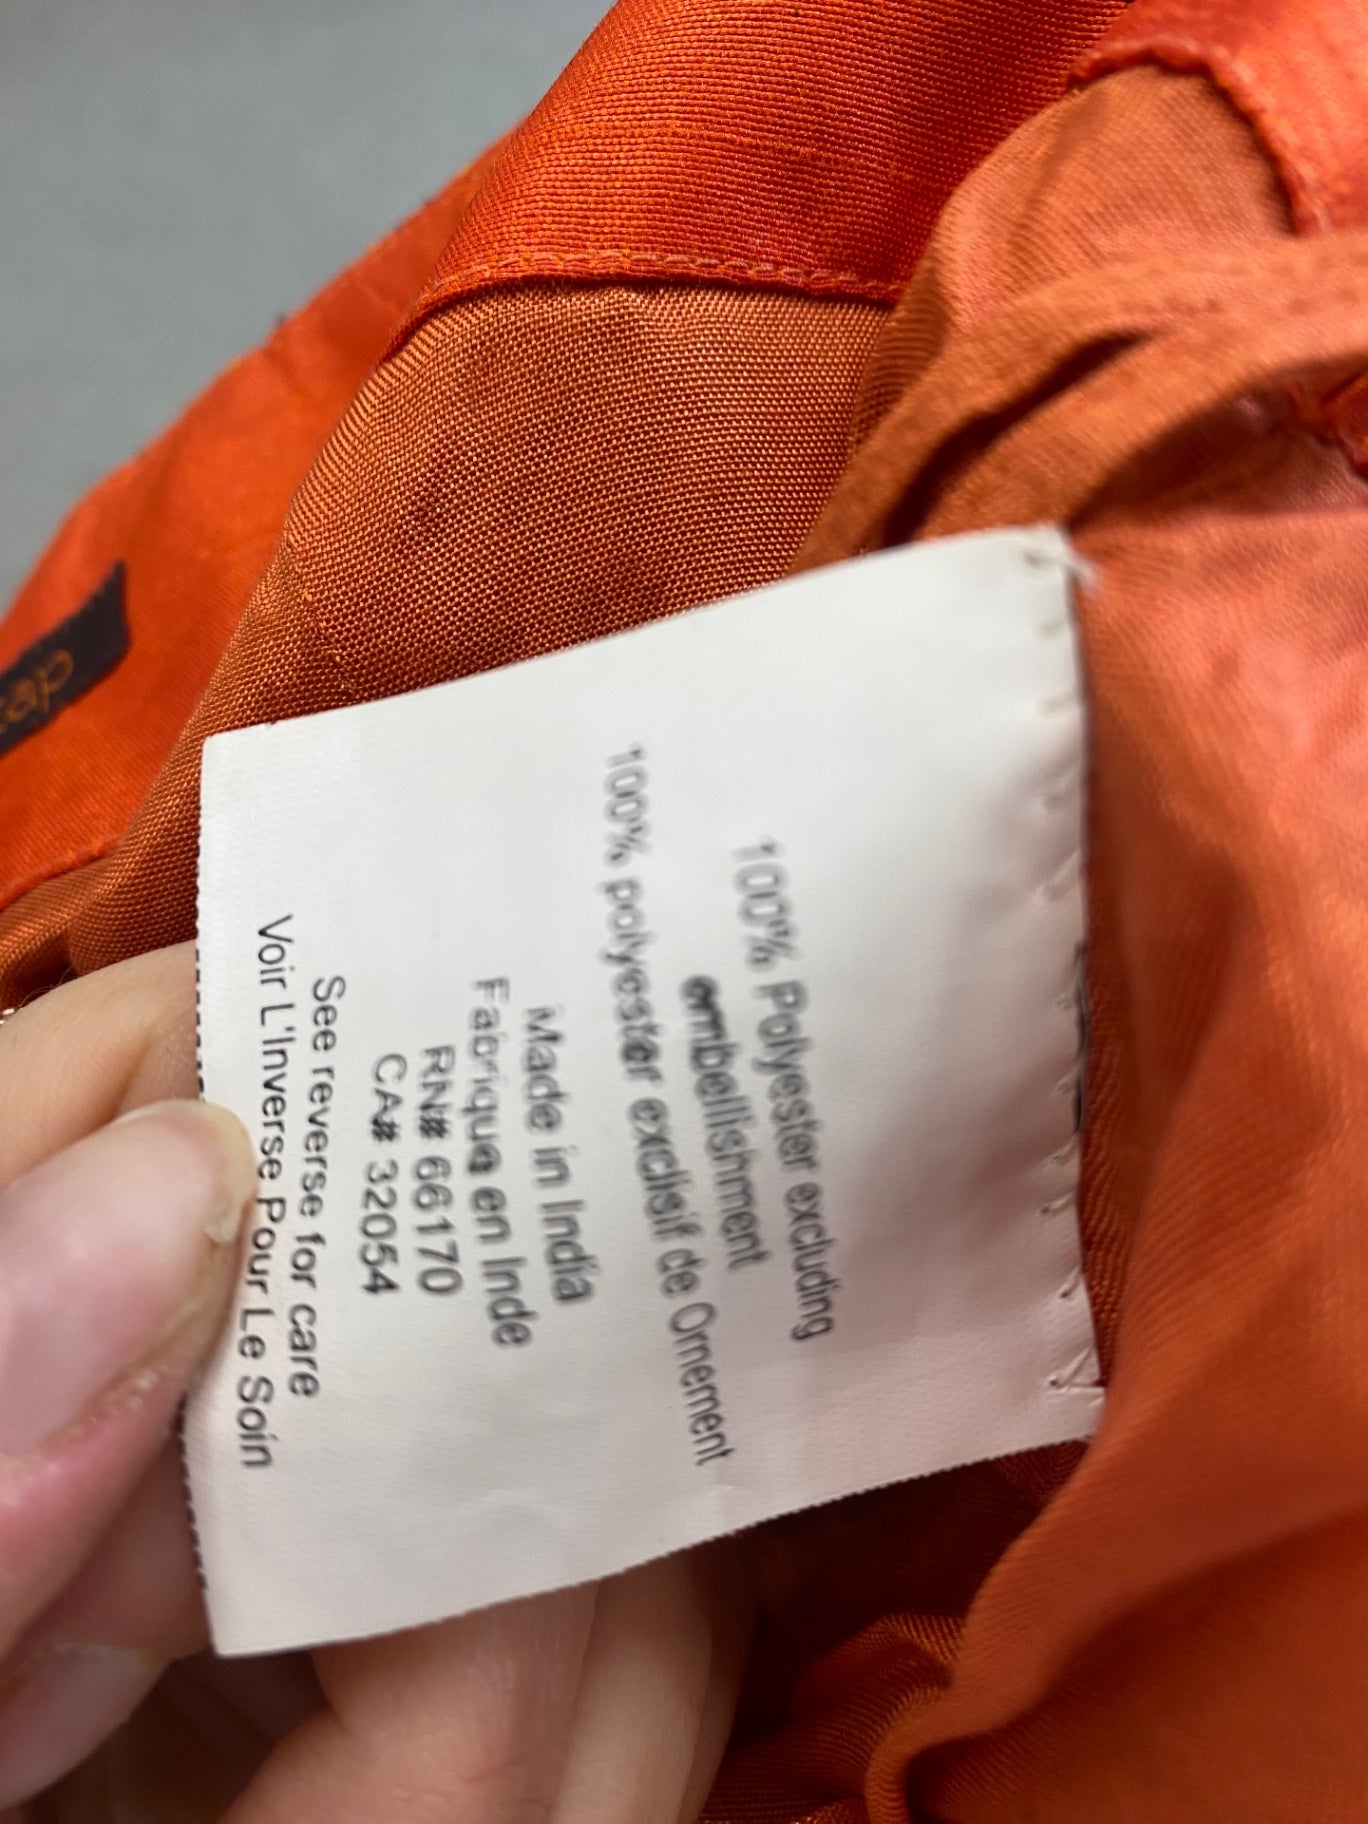 100% Polyester excluding
embellishment
100% polyester exclisif de Ornement
Made in India
Fabrique en Inde
RN# 66170
CA# 32054
See reverse for care
Voir L'Inverse Pour Le Soin